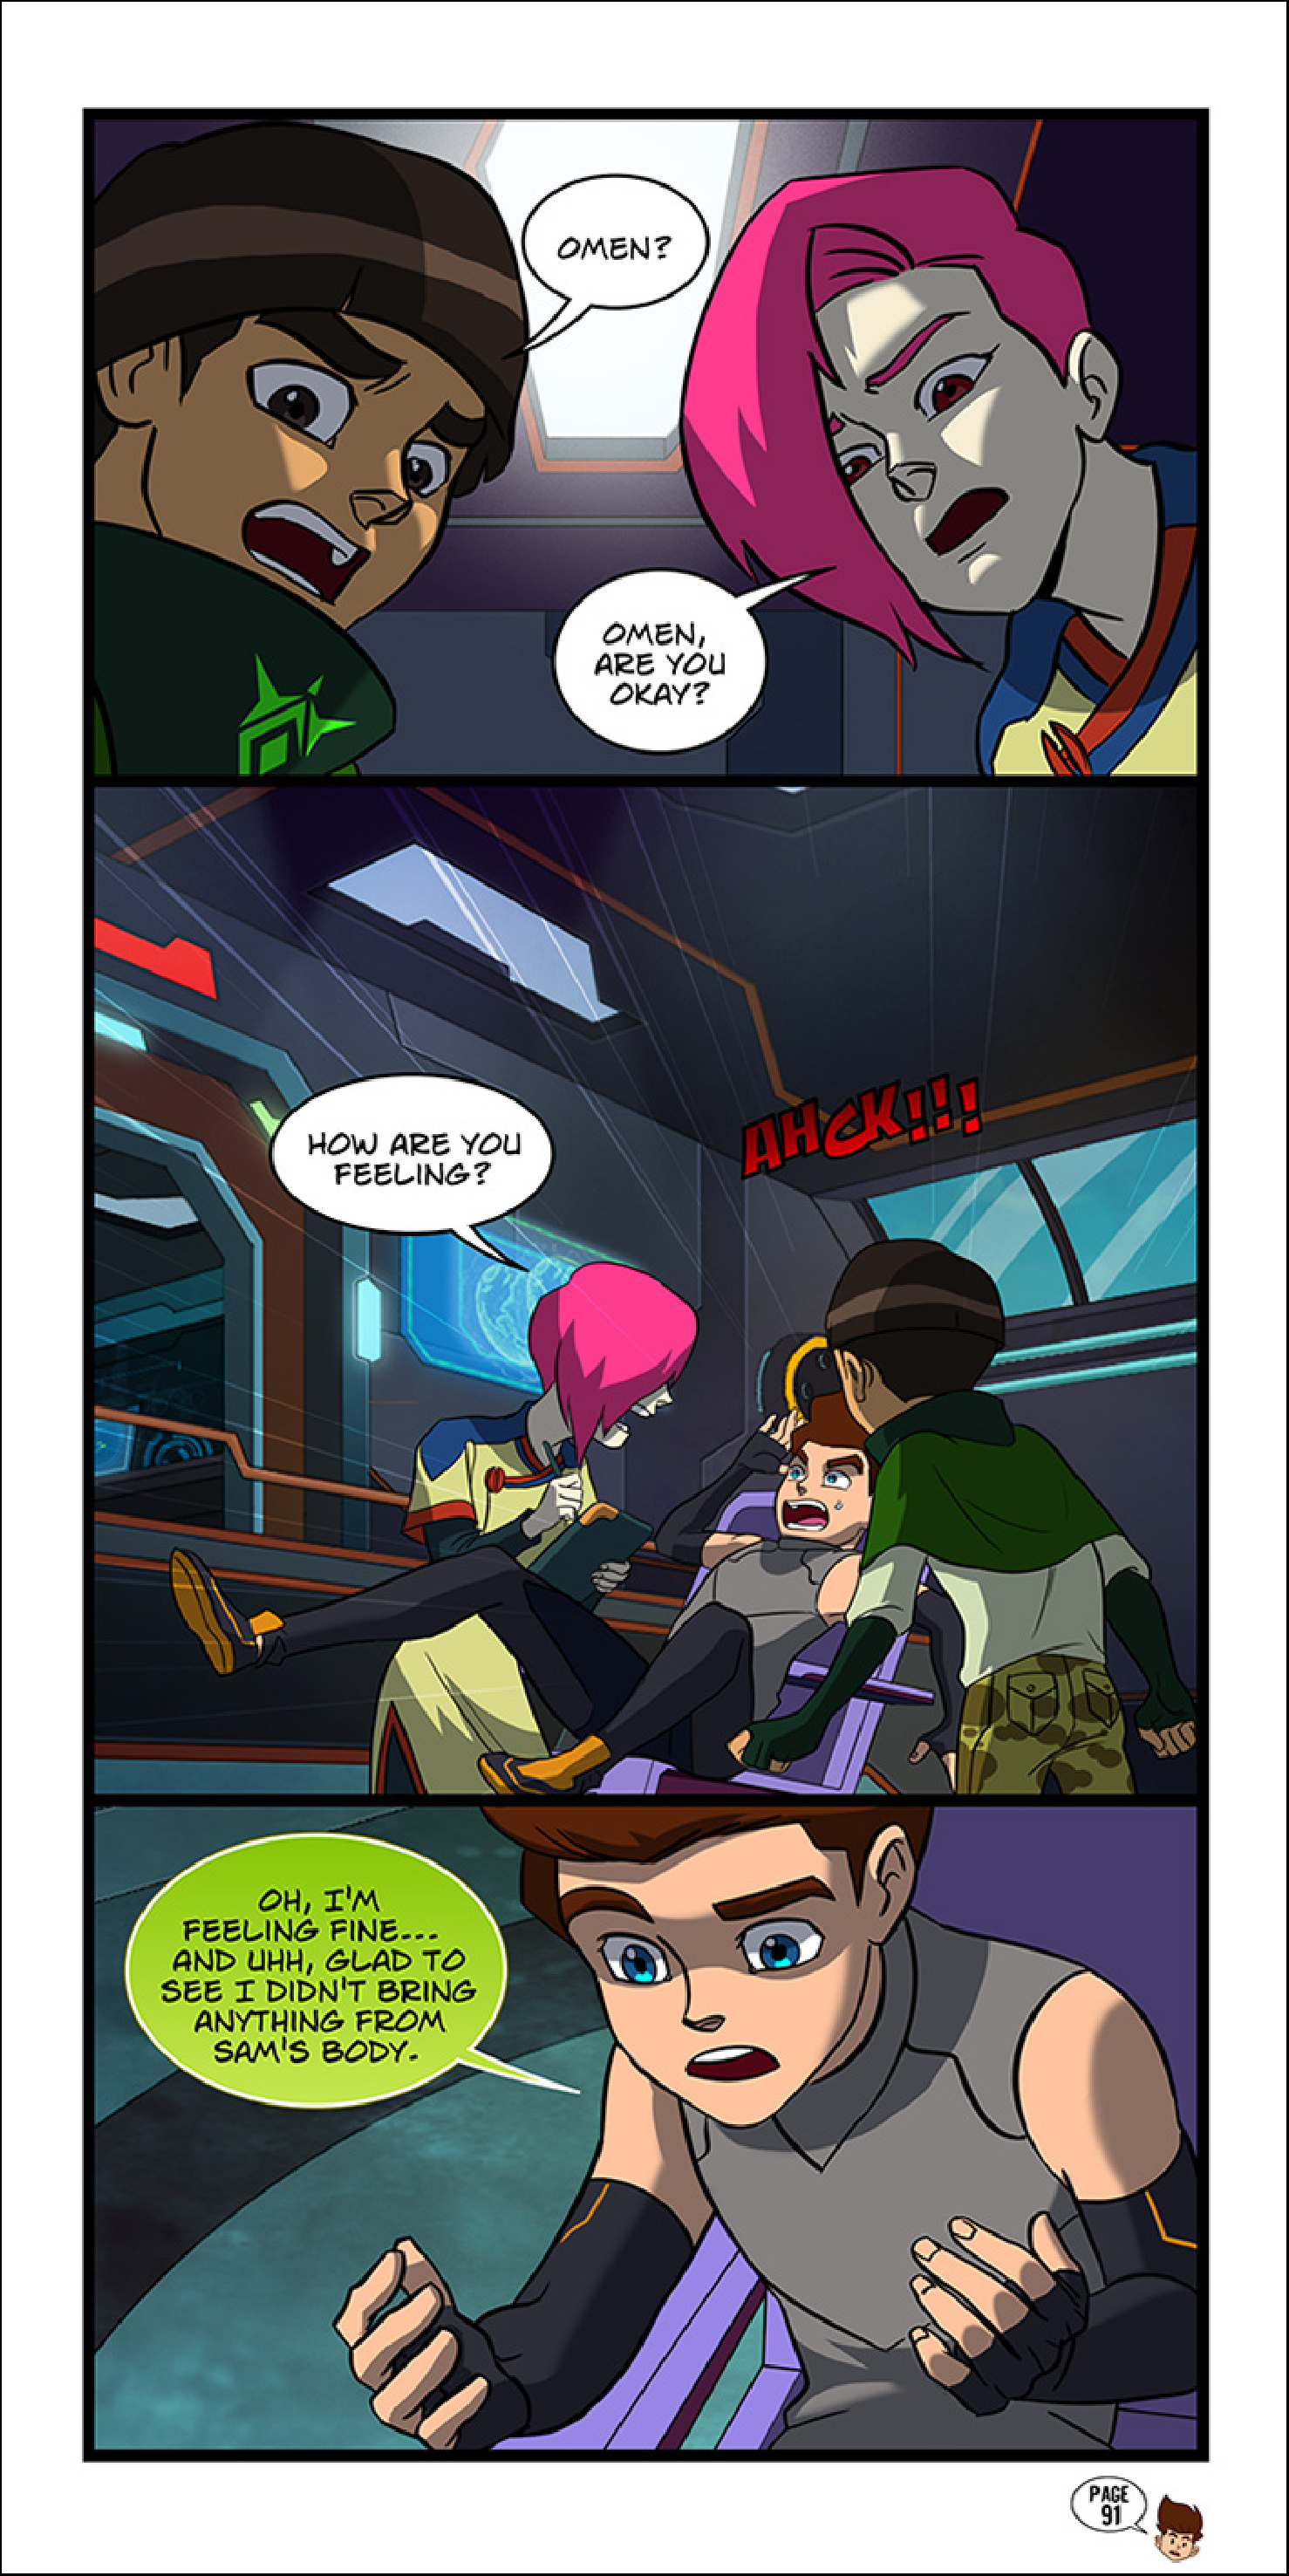 OMEN?
OMEN,
ARE YOU
OKAY?
HOW ARE YOU
FEELING?
AHCK!!!
OH, I'M
FEELING FINE...
AND UHH, GLAD TO
SEE I DIDN'T BRING
ANYTHING FROM
SAM'S BODY.
PAGE
91